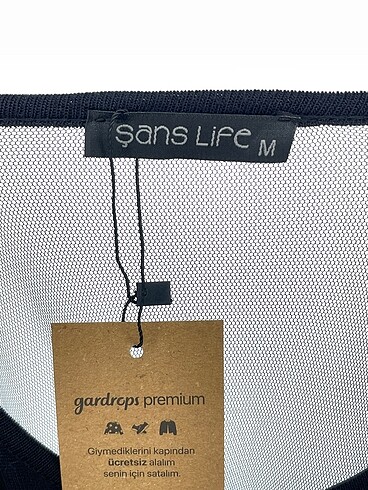 şans Life M
gardrops premium
Giymediklerini kapından
ücretsiz alalım
senin için satalım.